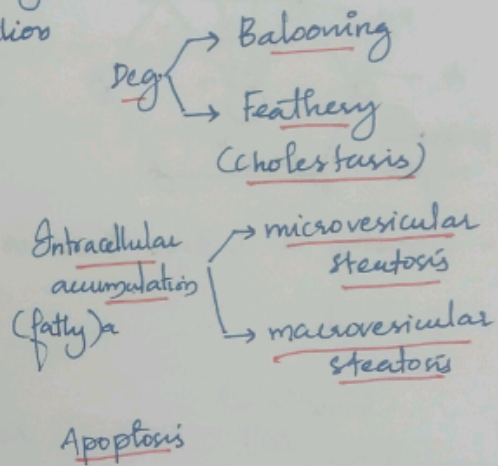 Balooning
Deg.
Feathery
(Cholestasis)
Intracellular
accumulation
(fatty)a
microvesicular
steatosis
macrovesicular
steatosis
Apoptosis